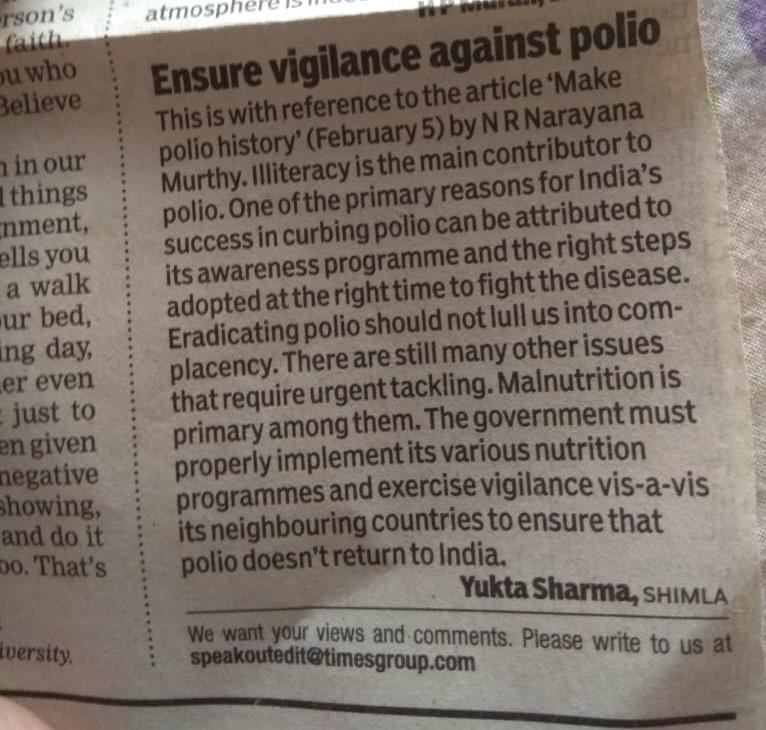 erson's
faith.
ou who
Believe
n in our
l things
nment,
ells you
a walk
ur bed,
ing day,
er even
just to
en given
negative
showing,
and do it
oo. That's
iversity.
atmosphere is
Ensure vigilance against polio
This is with reference to the article ‘Make
polio history’ (February 5) by N R Narayana
Murthy. Illiteracy is the main contributor to
polio. One of the primary reasons for India’s
success in curbing polio can be attributed to
its awareness programme and the right steps
adopted at the right time to fight the disease.
Eradicating polio should not lull us into com-
placency. There are still many other issues
that require urgent tackling. Malnutrition is
primary among them. The government must
properly implement its various nutrition
programmes and exercise vigilance vis-a-vis
its neighbouring countries to ensure that
polio doesn't return to India.
Yukta Sharma, SHIMLA
We want your views and comments. Please write to us at
speakoutedit@timesgroup.com